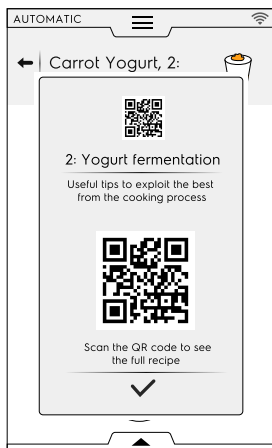 AUTOMATIC
Carrot Yogurt, 2:
2: Yogurt fermentation
Useful tips to exploit the best
from the cooking process
Scan the QR code to see
the full recipe